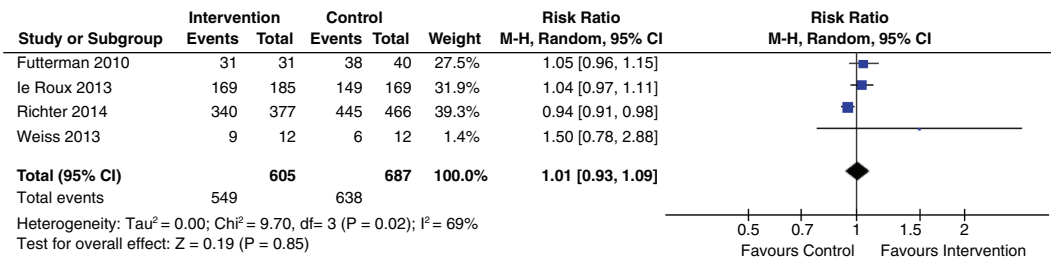 Intervention Control Risk Ratio Risk Ratio
Study or Subgroup Events Total Events Total Weight M-H, Random, 95% CI M-H, Random, 95% CI
Futterman 2010 31 31 38 40 27.5% 1.05 [0.96, 1.15]
le Roux 2013 169 185 149 169 31.9% 1.04 [0.97, 1.11]
Richter 2014 340 377 445 466 39.3% 0.94 [0.91, 0.98]
Weiss 2013 9 12 6 12 1.4% 1.50 [0.78, 2.88]
Total (95% CI) 605 687 100.0% 1.01 [0.93, 1.09]
Total events 549 638
Heterogeneity: Tau² = 0.00; Chi² = 9.70, df= 3 (P = 0.02); I² = 69%
Test for overall effect: Z = 0.19 (P = 0.85)
0.5 0.7 1 1.5 2
Favours Control Favours Intervention